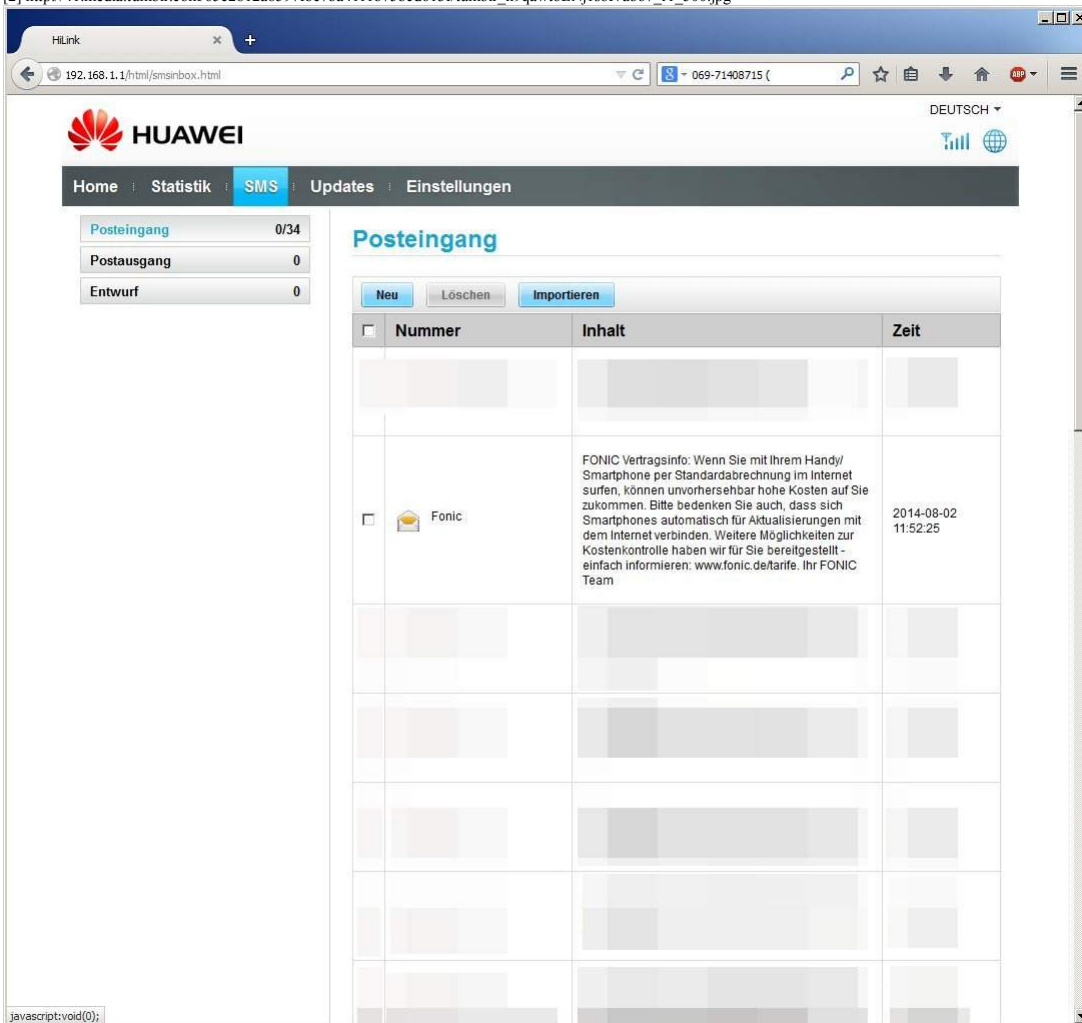 HiLink
192.168.1.1/html/smsinbox.html
069-71408715 (
ABP
DEUTSCH
HUAWEI
Home Statistik SMS Updates Einstellungen
Posteingang 0/34
Postausgang 0
Entwurf 0
Posteingang
Neu Löschen Importieren
Nummer Inhalt Zeit
FONIC Vertragsinfo: Wenn Sie mit Ihrem Handy/
Smartphone per Standardabrechnung im Internet
surfen, können unvorhersehbar hohe Kosten auf Sie
zukommen. Bitte bedenken Sie auch, dass sich
Smartphones automatisch für Aktualisierungen mit
dem Internet verbinden. Weitere Möglichkeiten zur
Kostenkontrolle haben wir für Sie bereitgestellt -
einfach informieren: www.fonic.de/tarife. Ihr FONIC
Team
Fonic
2014-08-02
11:52:25
javascript:void(0);